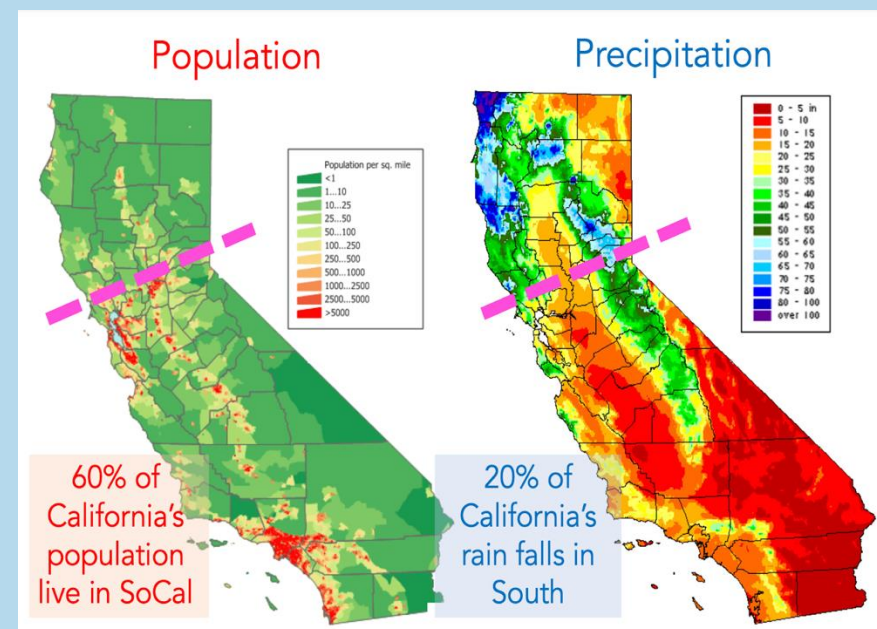 Population
Precipitation
Population per sq. mile
<1
1...10
10...25
25...50
50...100
100...250
250...500
500...1000
1000...2500
2500...5000
>5000
0 - 5 in
5 - 10
10 - 15
15 - 20
20 - 25
25 - 30
30 - 35
35 - 40
40 - 45
45 - 50
50 - 55
55 - 60
60 - 65
65 - 70
70 - 75
75 - 80
80 - 100
over 100
60% of
California's
population
live in SoCal
20% of
California's
rain falls in
South